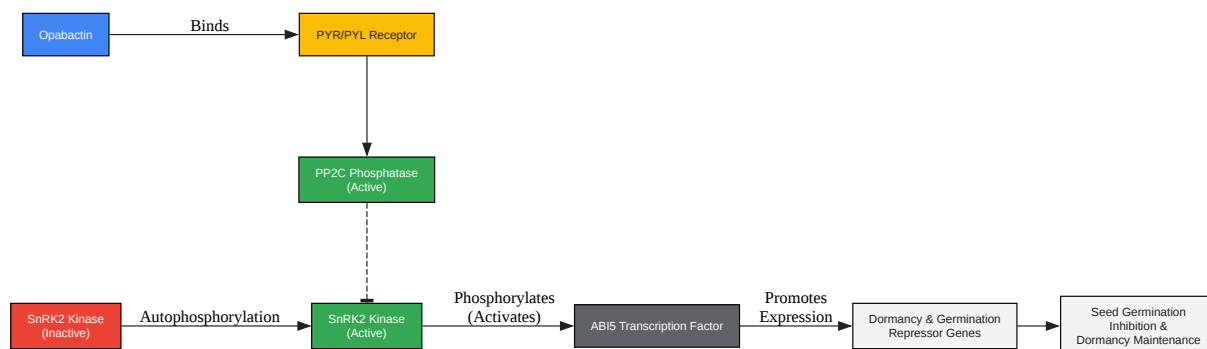 Opabactin
Binds
PYR/PYL Receptor
PP2C Phosphatase
(Active)
SnRK2 Kinase
(Inactive)
Autophosphorylation
SnRK2 Kinase
(Active)
Phosphorylates
(Activates)
ABI5 Transcription Factor
Promotes
Expression
Dormancy & Germination
Repressor Genes
Seed Germination
Inhibition &
Dormancy Maintenance